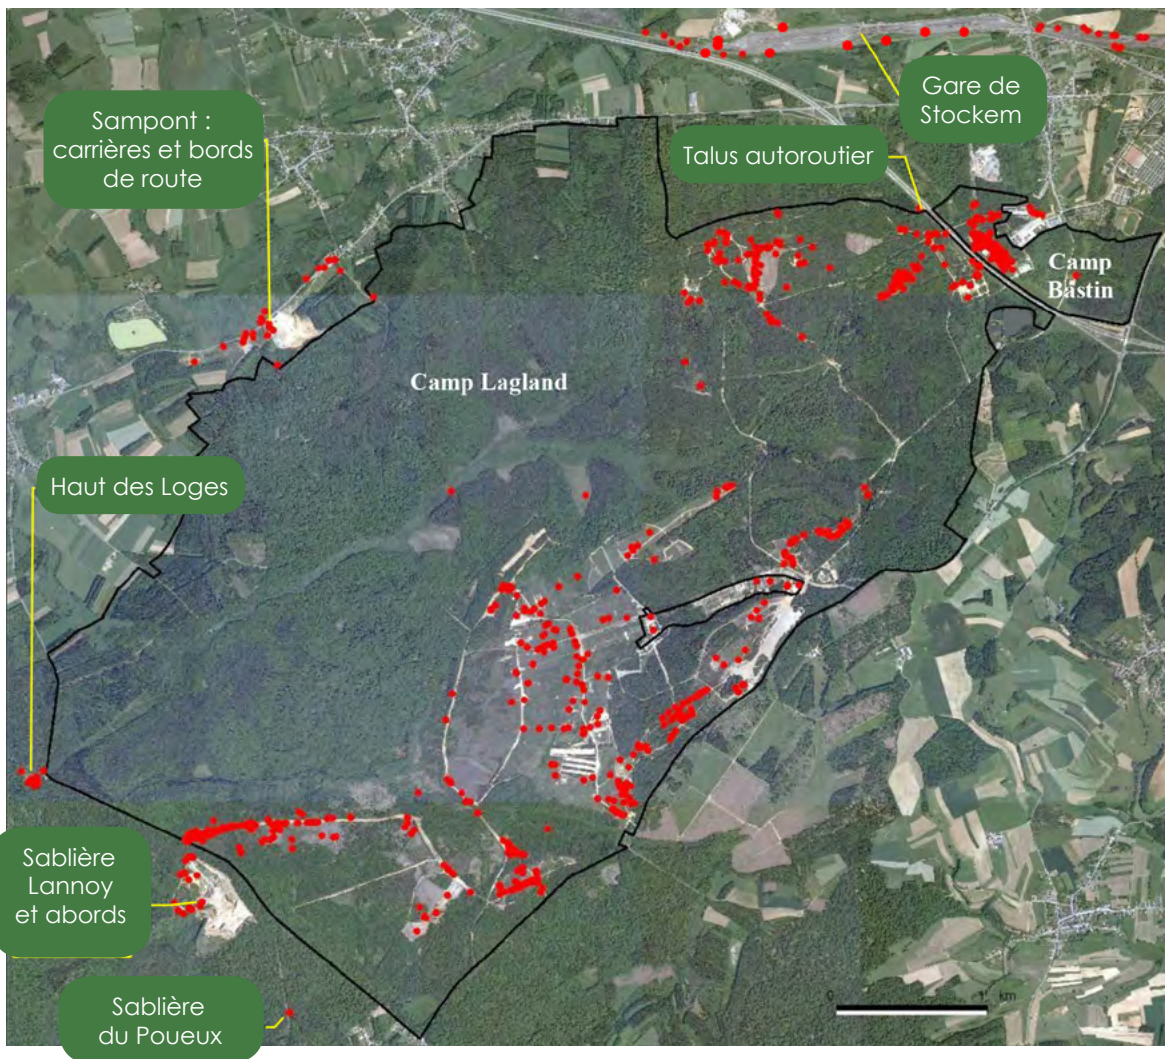 Gare de
Stockem
Sampont :
carrières et bords
de route
Talus autoroutier
Camp
Bastin
Camp Lagland
Haut des Loges
Sablière
Lannoy
et abords
Sablière
du Poueux
0 1 km